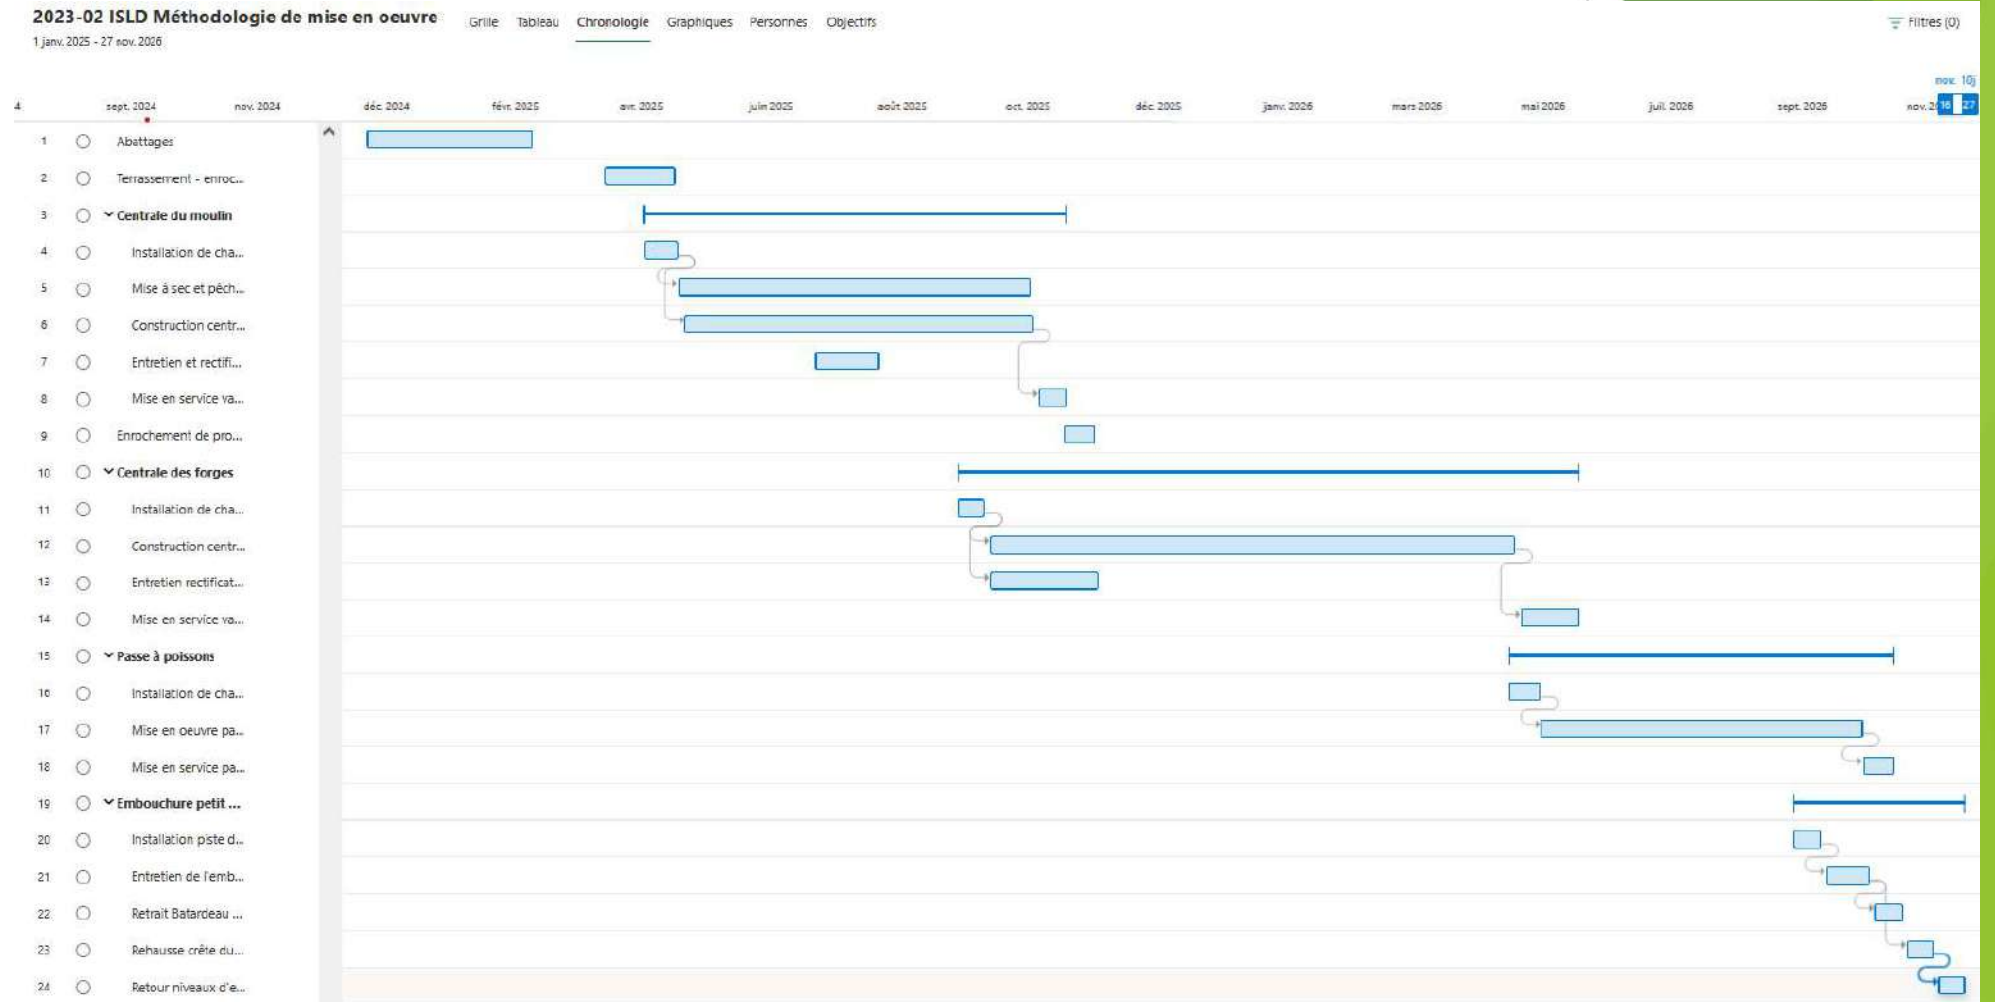 2023-02 ISLD Méthodologie de mise en oeuvre
Grille Tableau Chronologie Graphiques Personnes Objectifs
Filtres (0)
1 janv. 2025 - 27 nov. 2026
nov. 10j
4 sept. 2024 nov. 2024 déc. 2024 févr. 2025 avr. 2025 juin 2025 août 2025 oct. 2025 déc. 2025 janv. 2026 mars 2026 mai 2026 juil. 2026 sept. 2026 nov. 2 16 27
1 Abattages
2 Terrassement - enroc...
3 Centrale du moulin
4 Installation de cha...
5 Mise à sec et pêch...
6 Construction centr...
7 Entretien et rectifi...
8 Mise en service va...
9 Enrochement de pro...
10 Centrale des forges
11 Installation de cha...
12 Construction centr...
13 Entretien rectificat...
14 Mise en service va...
15 Passe à poissons
16 Installation de cha...
17 Mise en oeuvre pa...
18 Mise en service pa...
19 Embouchure petit ...
20 Installation piste d...
21 Entretien de l'emb...
22 Retrait Batardeau ...
23 Rehausse crête du...
24 Retour niveaux d'e...